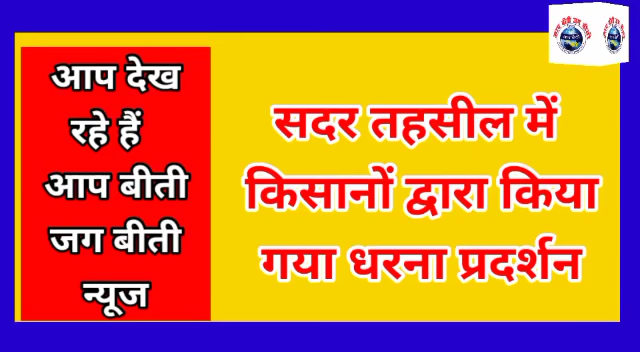 आप देख
रहे हैं
आप बीती
जग बीती
न्यूज
सदर तहसील में
किसानों द्वारा किया
गया धरना प्रदर्शन